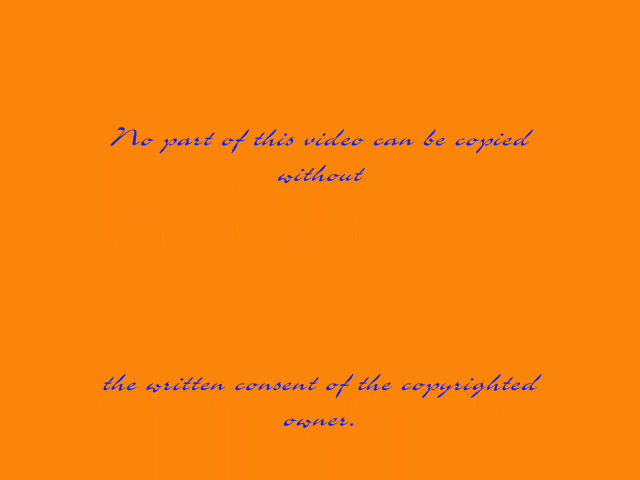 No part of this video can be copied
without
the written consent of the copyrighted
owner.